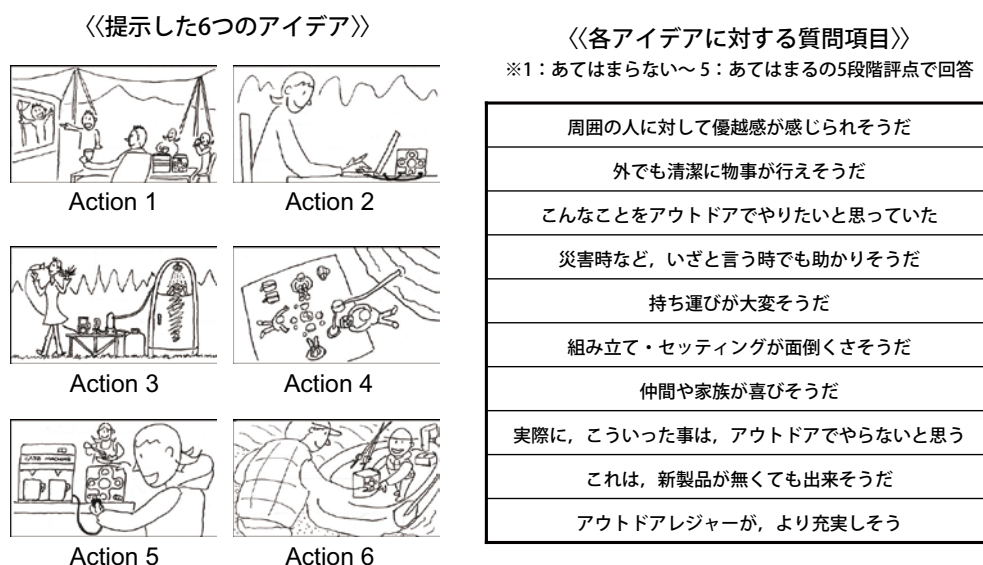 〈〈提示した6つのアイデア〉〉
Action 1
Action 2
Action 3
Action 4
CAFE MACHINE
Action 5
Action 6
〈〈各アイデアに対する質問項目〉〉
※1：あてはまらない～5：あてはまるの5段階評点で回答
周囲の人に対して優越感が感じられそうだ
外でも清潔に物事が行えそうだ
こんなことをアウトドアでやりたいと思っていた
災害時など，いざと言う時でも助かりそうだ
持ち運びが大変そうだ
組み立て・セッティングが面倒くさそうだ
仲間や家族が喜びそうだ
実際に，こういった事は，アウトドアでやらないと思う
これは，新製品が無くても出来そうだ
アウトドアレジャーが，より充実しそう